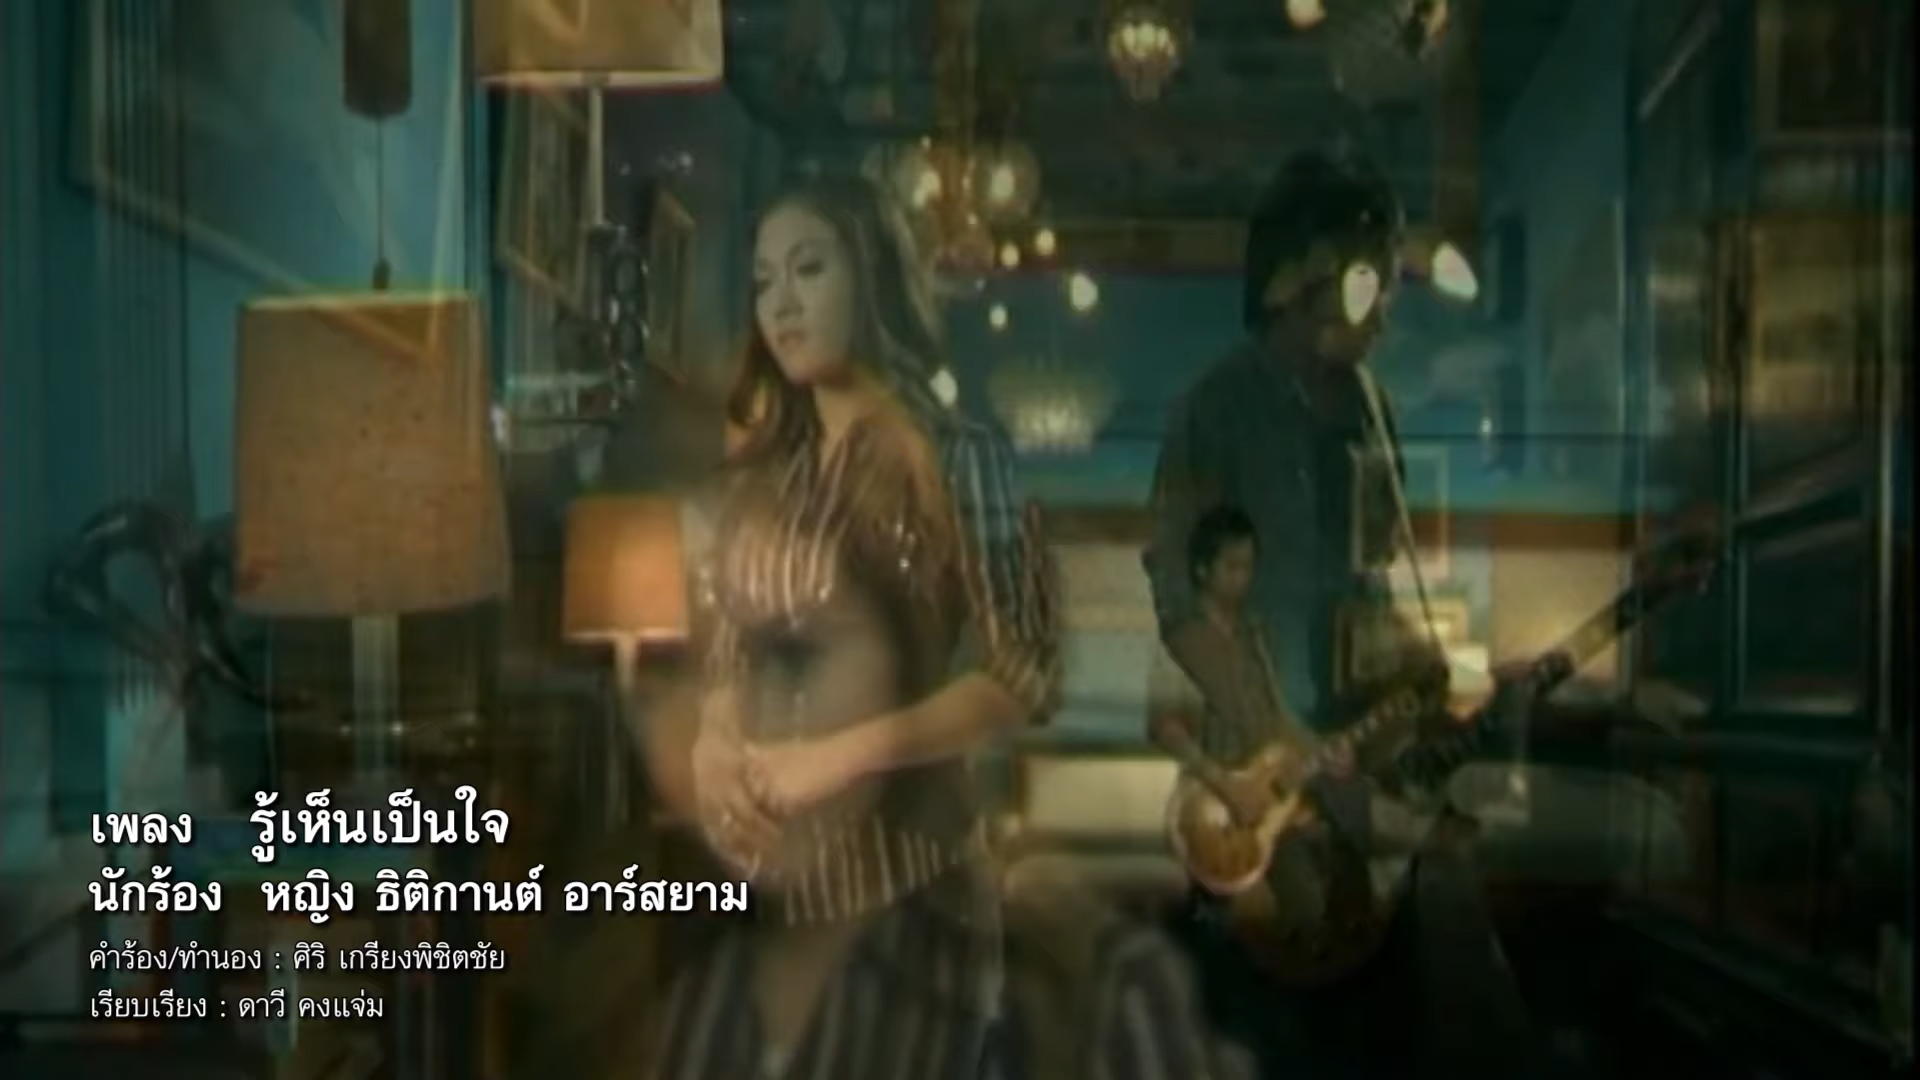 เพลง รู้เห็นเป็นใจ
นักร้อง หญิง ธิติกานต์ อาร์สยาม
คำร้อง/ทำนอง : ศิริ เกรียงพิชิตชัย
เรียบเรียง : ดาวี คงแจ่ม